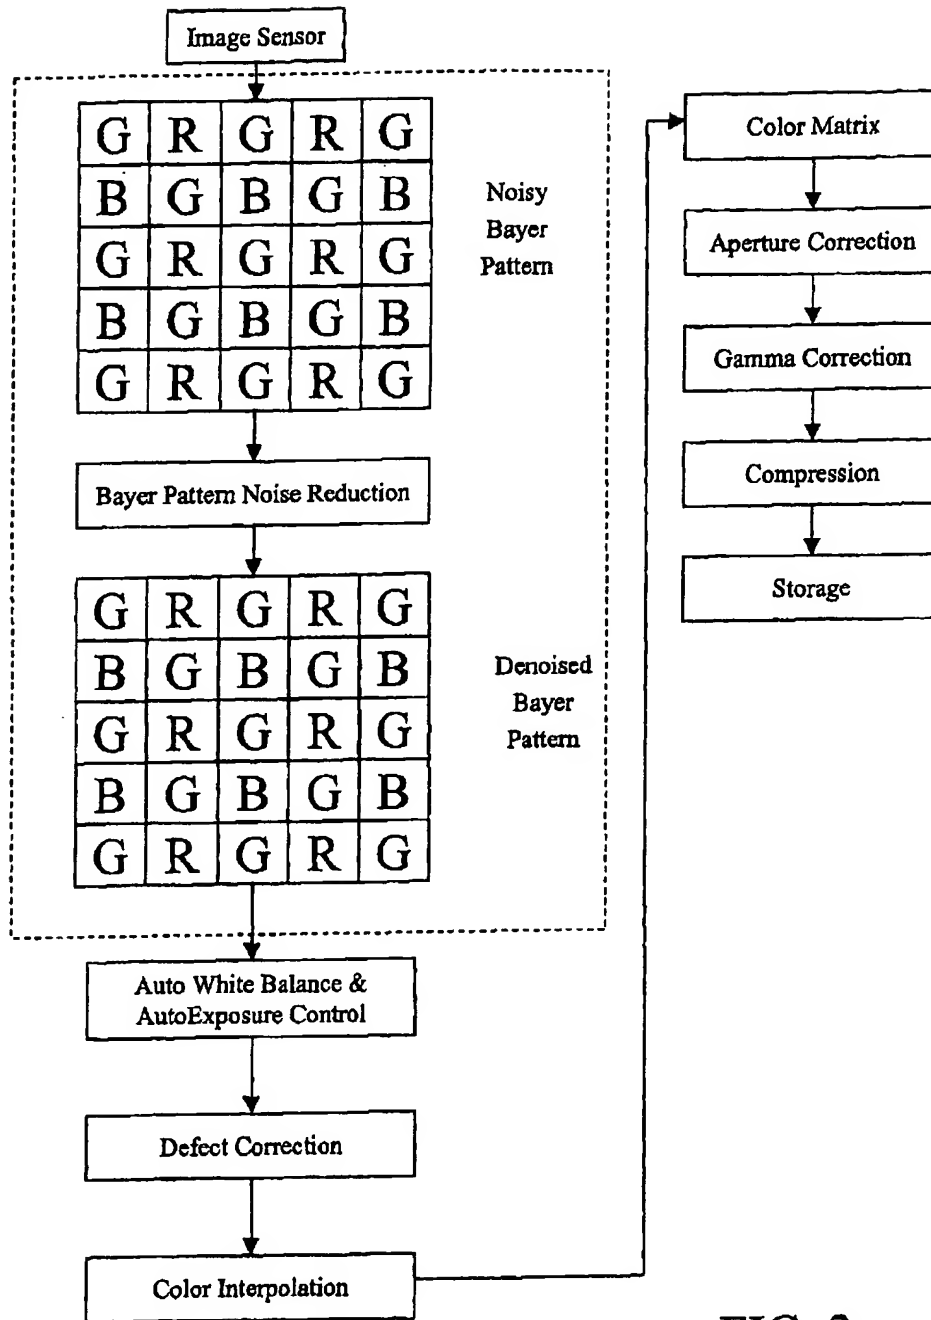 Image Sensor
G R G R G
B G B G B
G R G R G
B G B G B
G R G R G
Noisy
Bayer
Pattern
Bayer Pattern Noise Reduction
G R G R G
B G B G B
G R G R G
B G B G B
G R G R G
Denoised
Bayer
Pattern
Auto White Balance &
AutoExposure Control
Defect Correction
Color Interpolation
Color Matrix
Aperture Correction
Gamma Correction
Compression
Storage